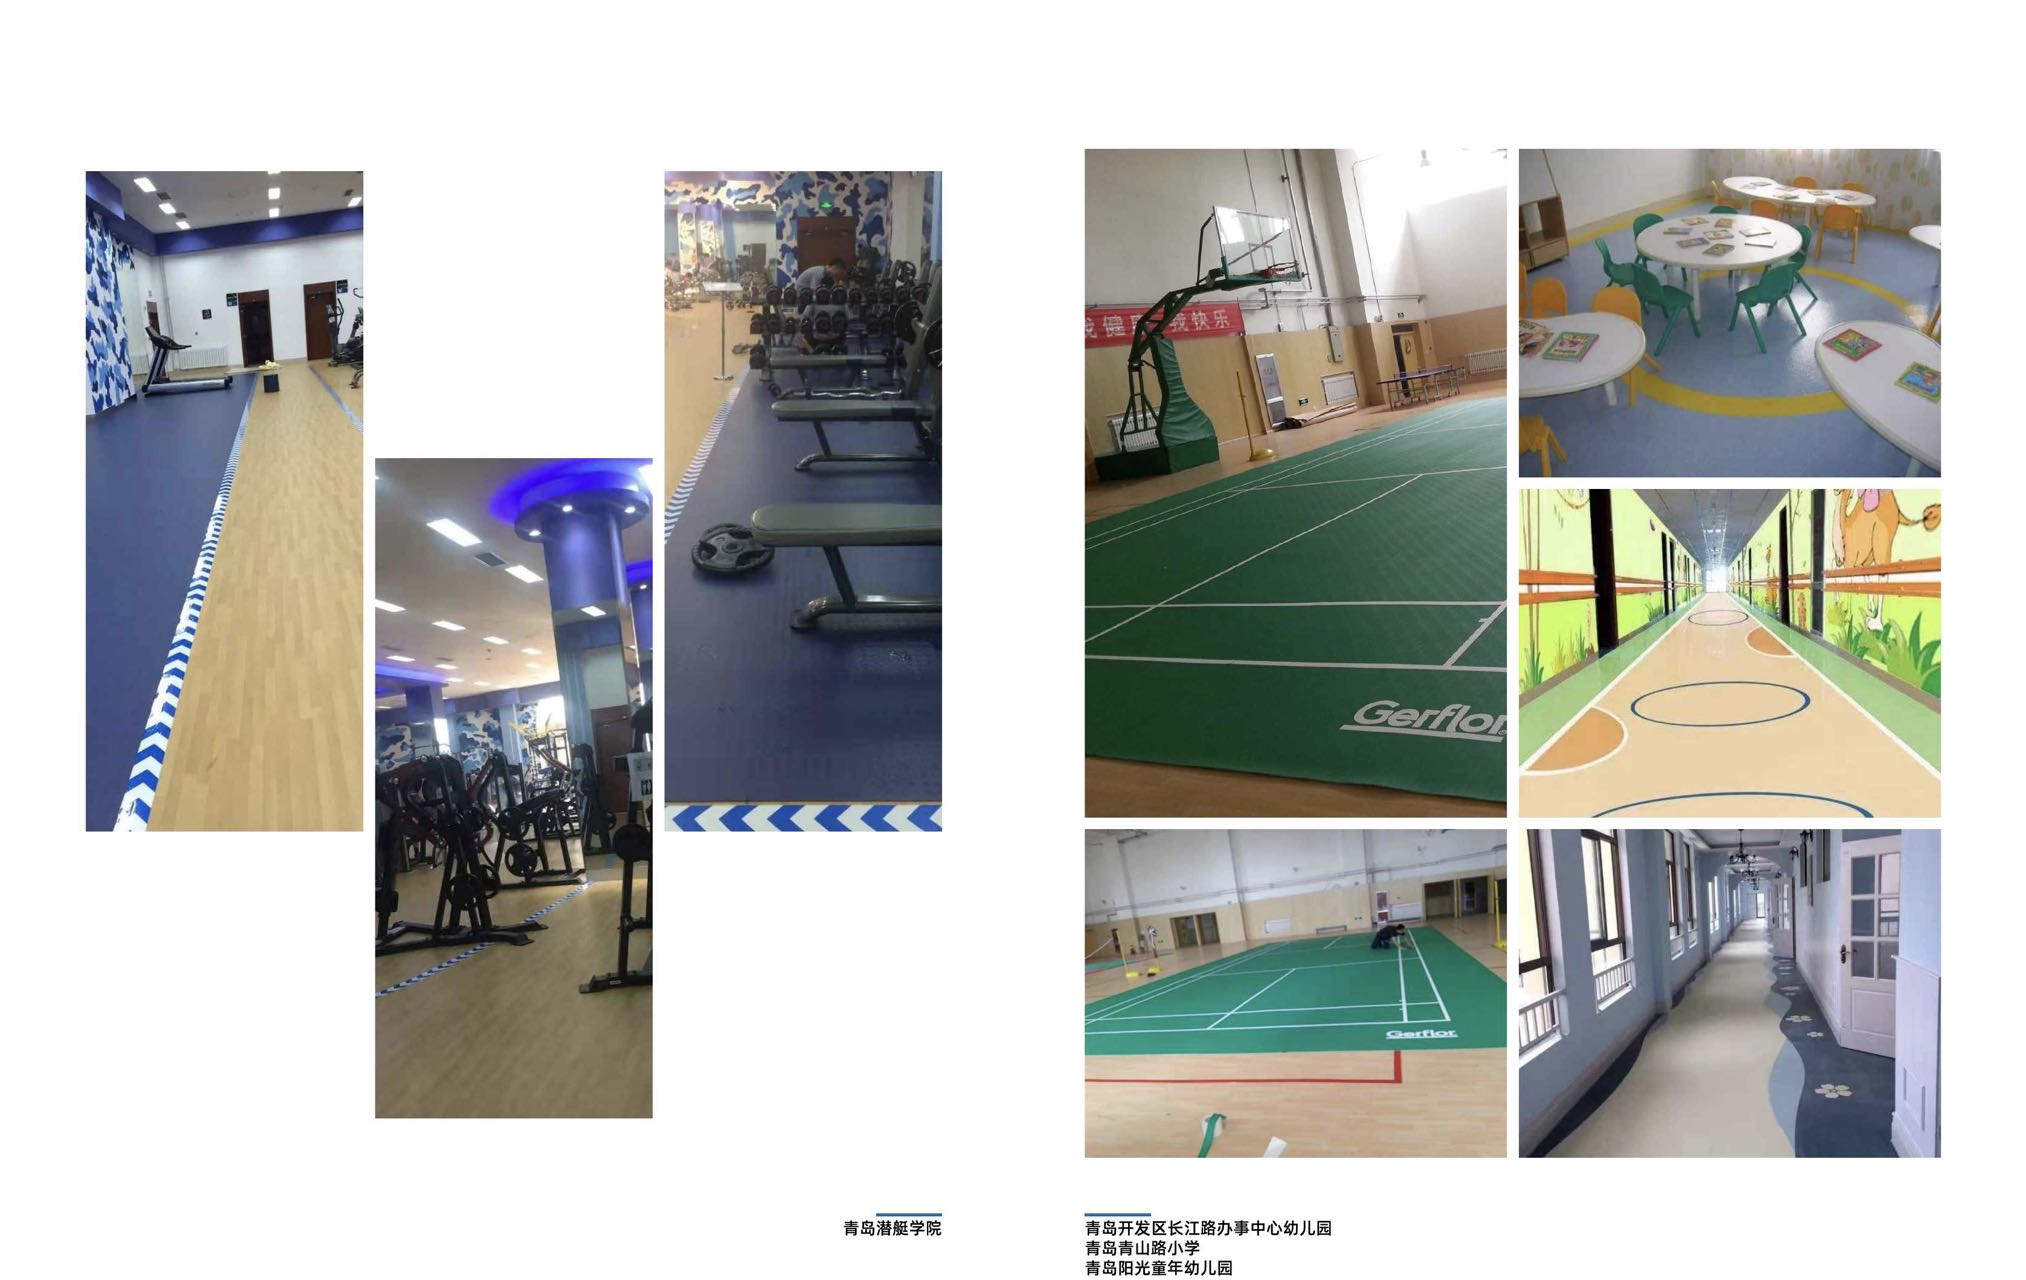 我健康 我快乐
Gerflor
Gerflor
青岛潜艇学院
青岛开发区长江路办事中心幼儿园
青岛青山路小学
青岛阳光童年幼儿园